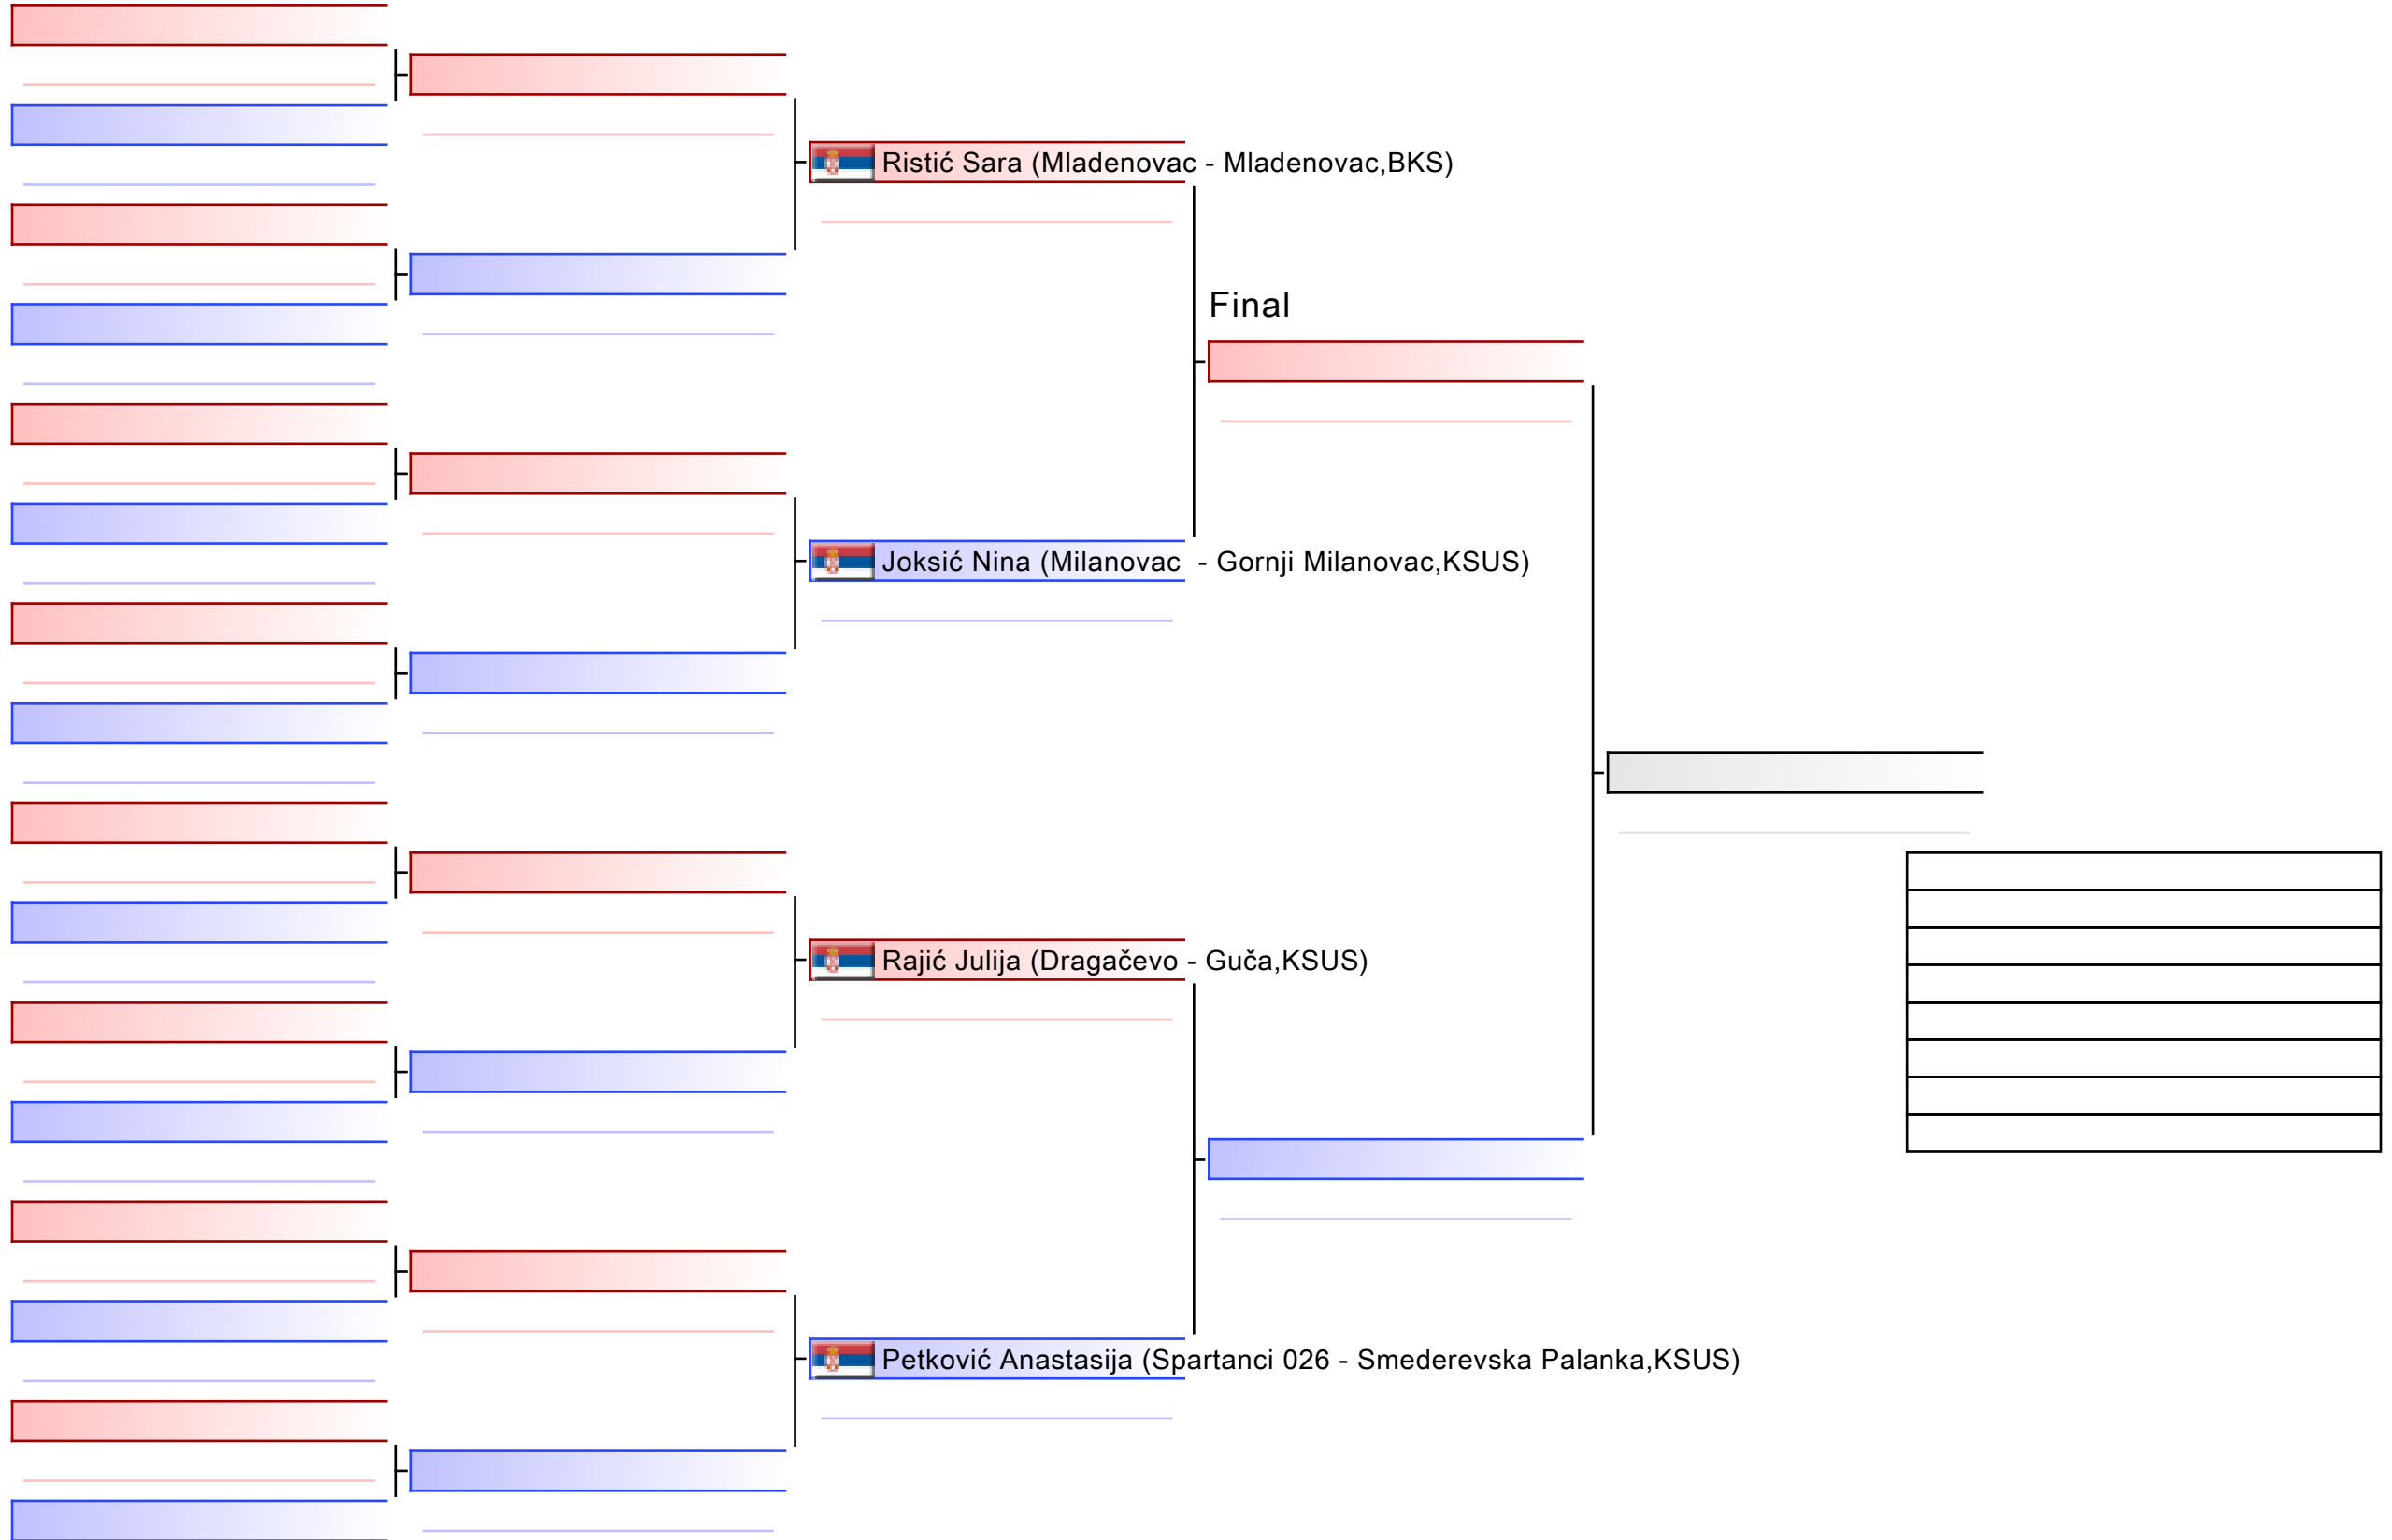 Ristić Sara (Mladenovac - Mladenovac,BKS)
Final
Joksić Nina (Milanovac  - Gornji Milanovac,KSUS)
Rajić Julija (Dragačevo - Guča,KSUS)
Petković Anastasija (Spartanci 026 - Smederevska Palanka,KSUS)